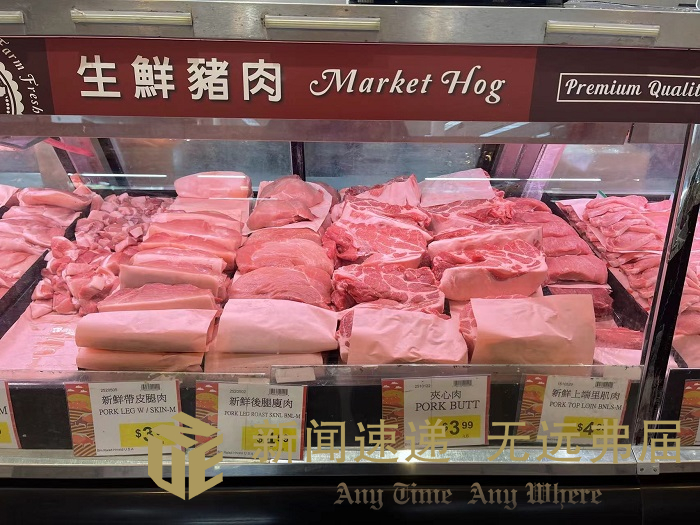 Farm Fresh
生鮮豬肉 Market Hog
Premium Quality
新鮮帶皮腿肉
PORK LEG W / SKIN-M
$3
新鮮後腿瘦肉
PORK LEG ROAST SKNL BNLS-M
夾心肉
PORK BUTT
$3.99
新鮮上端里肌肉
PORK TOP LOIN-BNLS-M
$4
新闻速递 无远弗届
Any Time Any Where